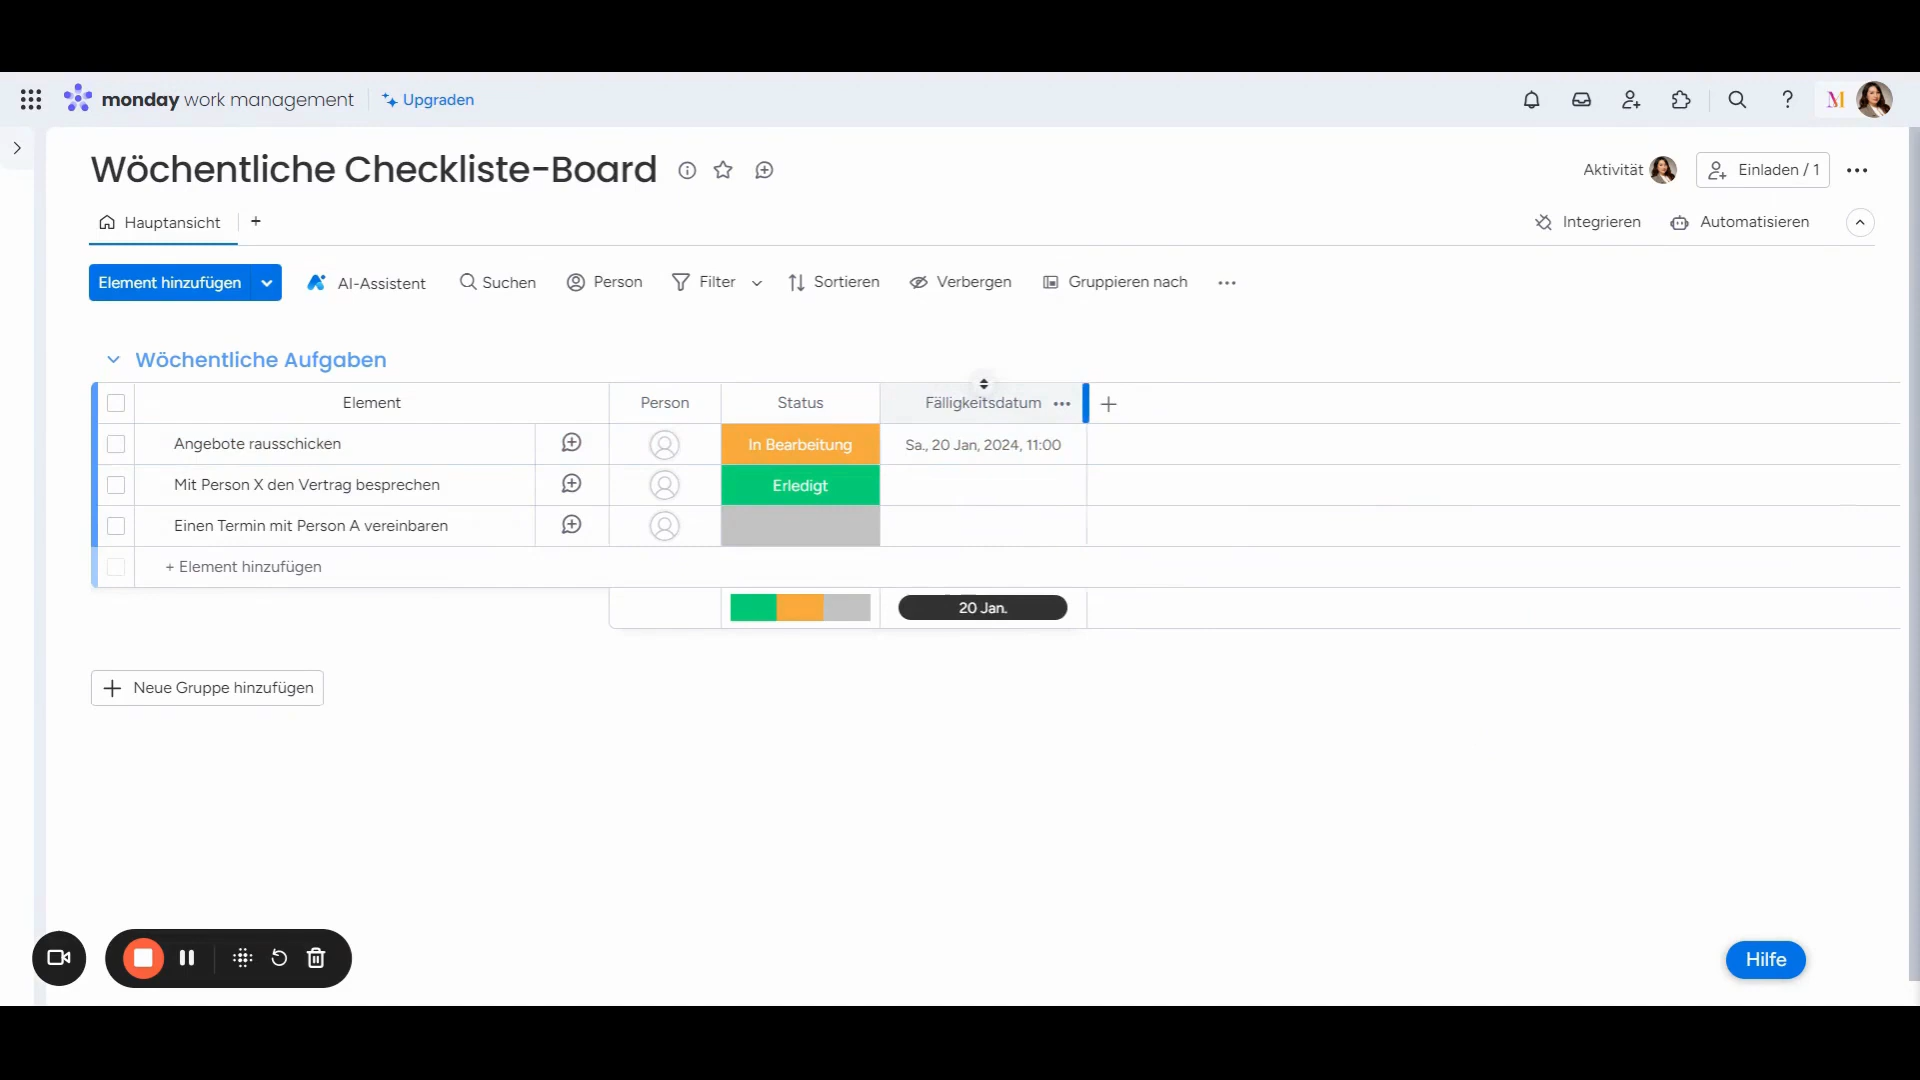 monday work management
Upgraden
M
Wöchentliche Checkliste-Board
Aktivität
Einladen / 1
Hauptansicht
+
Integrieren
Automatisieren
Element hinzufügen
AI-Assistent
Suchen
Person
Filter
Sortieren
Verbergen
Gruppieren nach
Wöchentliche Aufgaben
Element
Person
Status
Fälligkeitsdatum
Angebote rausschicken
In Bearbeitung
Sa., 20 Jan, 2024, 11:00
Mit Person X den Vertrag besprechen
Erledigt
Einen Termin mit Person A vereinbaren
+ Element hinzufügen
20 Jan.
Neue Gruppe hinzufügen
Hilfe